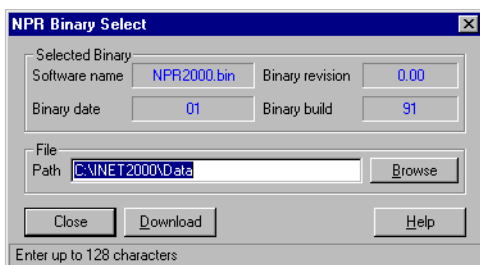 NPR Binary Select
Selected Binary
Software name NPR2000.bin Binary revision 0.00
Binary date 01 Binary build 91
File
Path C:\INET2000\Data Browse
Close Download Help
Enter up to 128 characters